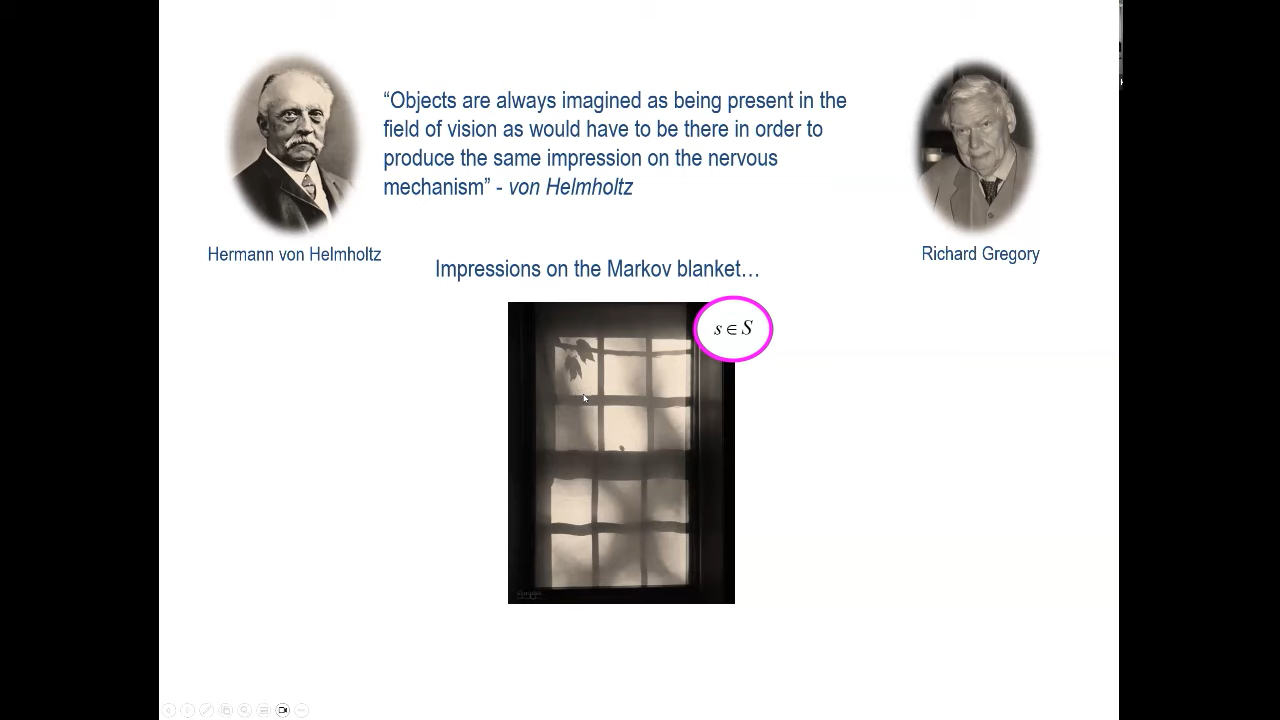 “Objects are always imagined as being present in the
field of vision as would have to be there in order to
produce the same impression on the nervous
mechanism” - von Helmholtz
Hermann von Helmholtz
Richard Gregory
Impressions on the Markov blanket…
s ∈ S